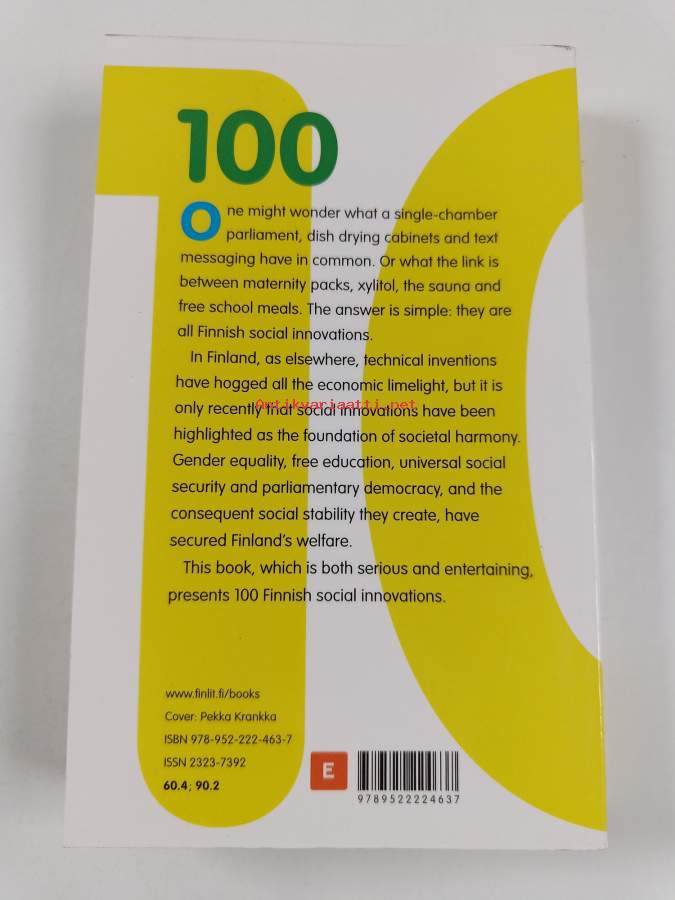 100
One might wonder what a single-chamber
parliament, dish drying cabinets and text
messaging have in common. Or what the link is
between maternity packs, xylitol, the sauna and
free school meals. The answer is simple: they are
all Finnish social innovations.
In Finland, as elsewhere, technical inventions
have hogged all the economic limelight, but it is
only recently that social innovations have been
Antikvariaatti.net
highlighted as the foundation of societal harmony.
Gender equality, free education, universal social
security and parliamentary democracy, and the
consequent social stability they create, have
secured Finland's welfare.
This book, which is both serious and entertaining,
presents 100 Finnish social innovations.
www.finlit.fi/books
Cover: Pekka Krankka
ISBN 978-952-222-463-7
ISSN 2323-7392
60.4; 90.2
E
9789522224637